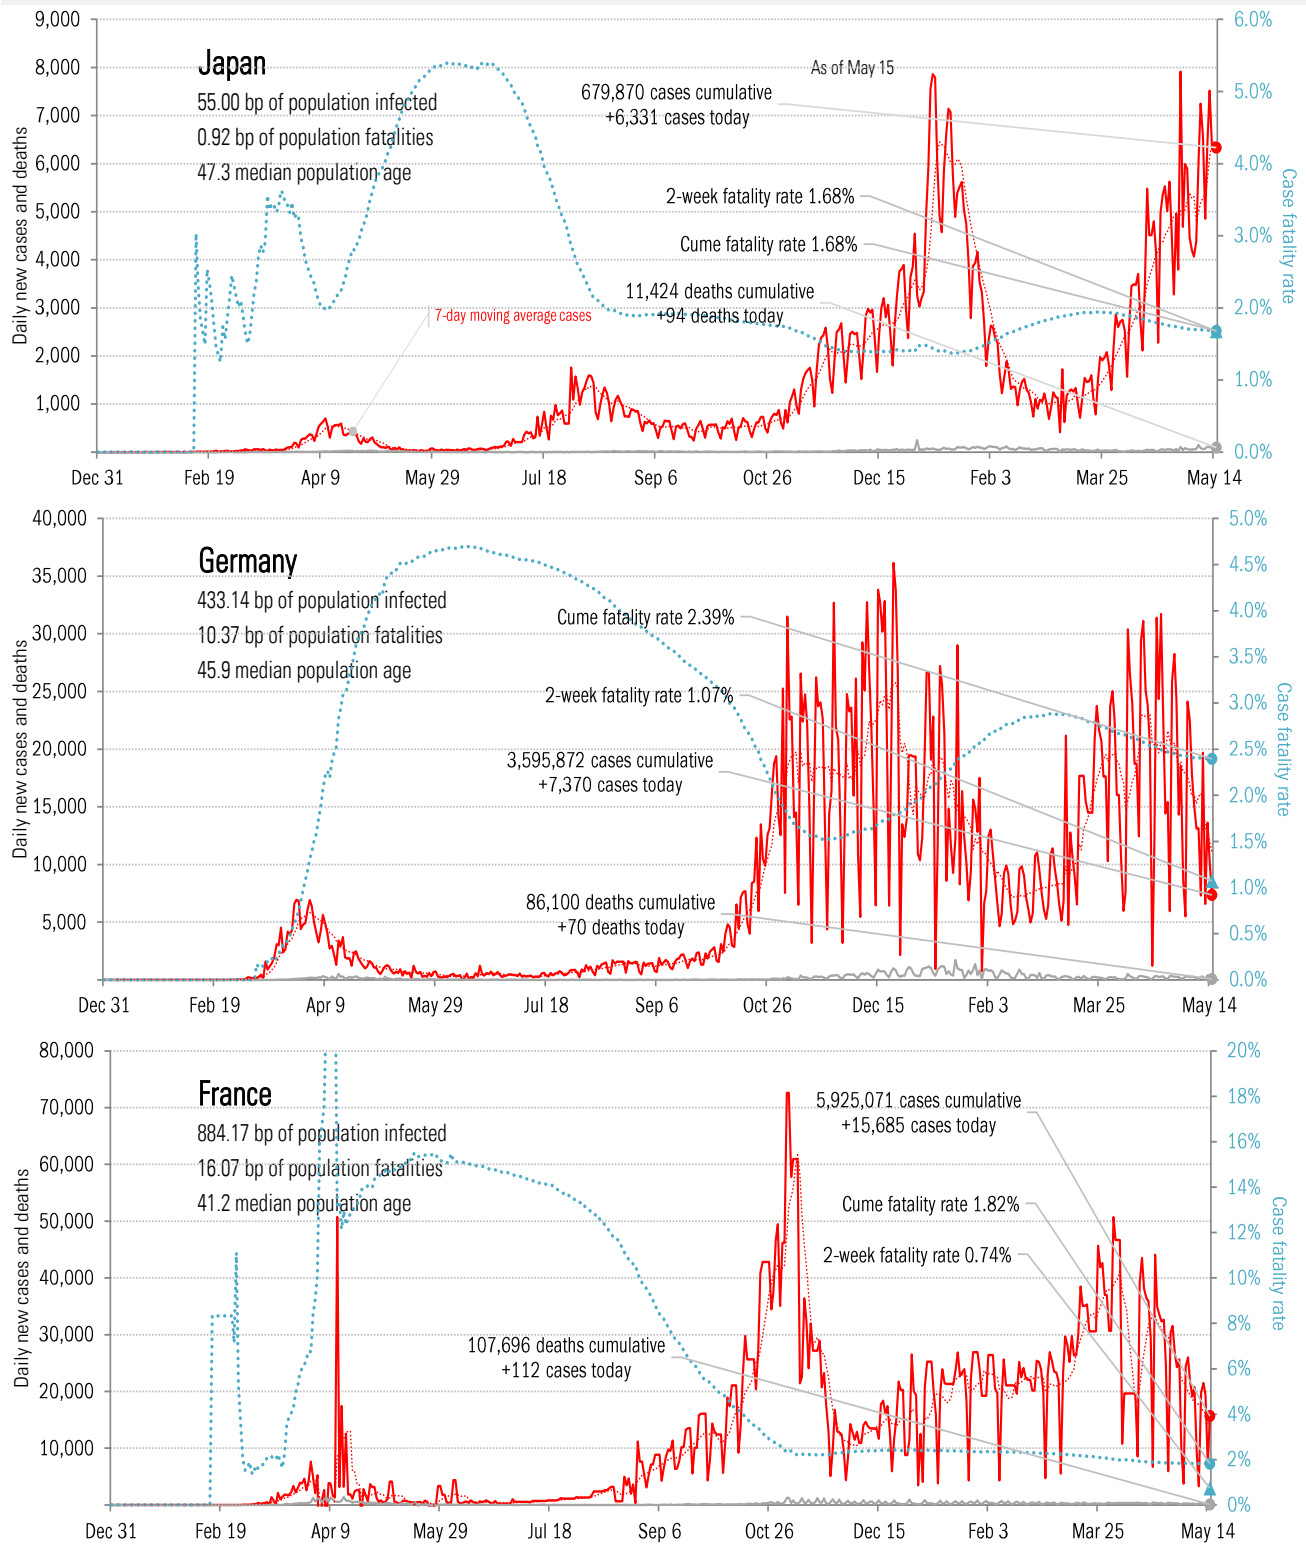 9,000
6.0%
Japan
8,000
As of May 15
55.00 bp of population infected
679,870 cases cumulative
5.0%
7,000
+6,331 cases today
0.92 bp of population fatalities
6,000
47.3 median population age
4.0%
2-week fatality rate 1.68%
5,000
Cume fatality rate 1.68%
3.0%
4,000
11,424 deaths cumulative
3,000
7-day moving average cases
+94 deaths today
2.0%
2,000
1.0%
1,000
0.0%
Daily new cases and deaths
Case fatality rate
Dec 31 Feb 19 Apr 9 May 29 Jul 18 Sep 6 Oct 26 Dec 15 Feb 3 Mar 25 May 14
40,000
5.0%
Germany
35,000
4.5%
433.14 bp of population infected
Cume fatality rate 2.39%
4.0%
30,000
10.37 bp of population fatalities
45.9 median population age
3.5%
25,000
2-week fatality rate 1.07%
3.0%
20,000
3,595,872 cases cumulative
2.5%
+7,370 cases today
15,000
2.0%
1.5%
10,000
86,100 deaths cumulative
1.0%
5,000
+70 deaths today
0.5%
0.0%
Daily new cases and deaths
Case fatality rate
Dec 31 Feb 19 Apr 9 May 29 Jul 18 Sep 6 Oct 26 Dec 15 Feb 3 Mar 25 May 14
80,000
20%
France
70,000
18%
5,925,071 cases cumulative
+15,685 cases today
884.17 bp of population infected
16%
60,000
16.07 bp of population fatalities
14%
41.2 median population age
Cume fatality rate 1.82%
50,000
12%
2-week fatality rate 0.74%
40,000
10%
30,000
8%
107,696 deaths cumulative
+112 cases today
6%
20,000
4%
10,000
2%
0%
Daily new cases and deaths
Case fatality rate
Dec 31 Feb 19 Apr 9 May 29 Jul 18 Sep 6 Oct 26 Dec 15 Feb 3 Mar 25 May 14